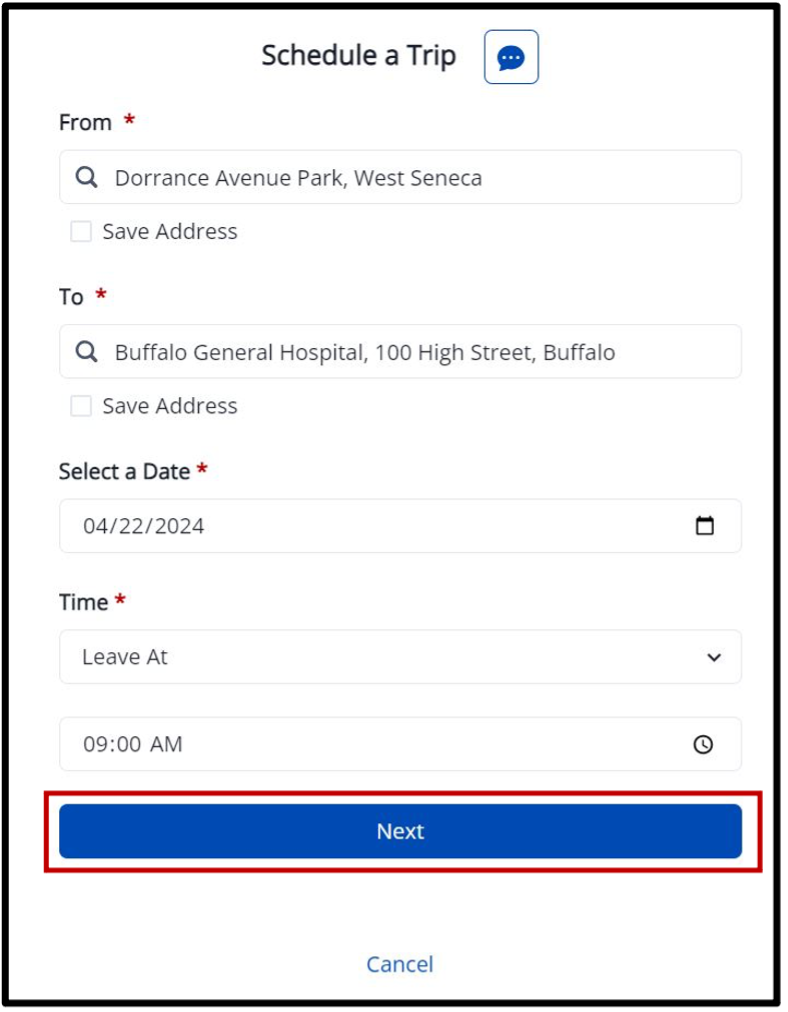 Schedule a Trip
From *
Dorrance Avenue Park, West Seneca
Save Address
To *
Buffalo General Hospital, 100 High Street, Buffalo
Save Address
Select a Date *
04/22/2024
Time *
Leave At
09:00 AM
Next
Cancel